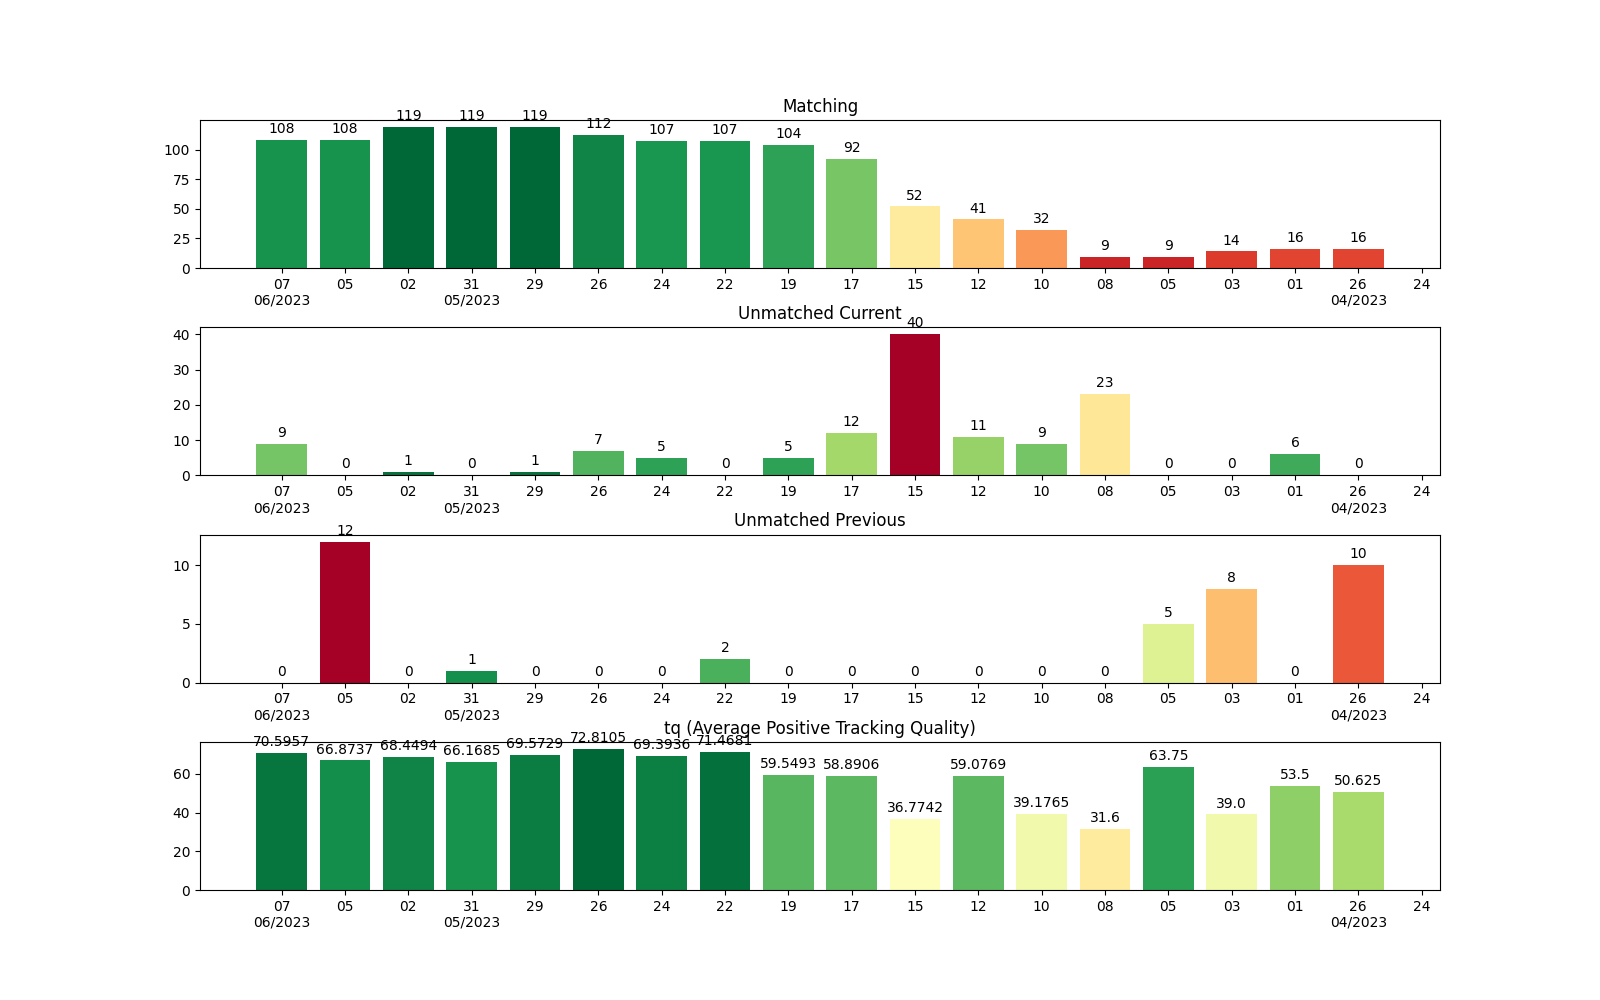 Matching
119 119 119
108 108 112 107 107 104 92 52 41 32 9 9 14 16 16
100
75
50
25
0
07 05 02 31 29 26 24 22 19 17 15 12 10 08 05 03 01 26 24
06/2023 05/2023 04/2023
Unmatched Current
40
9 0 1 0 1 7 5 0 5 12 11 9 23 0 0 6 0
40
30
20
10
0
07 05 02 31 29 26 24 22 19 17 15 12 10 08 05 03 01 26 24
06/2023 05/2023 04/2023
Unmatched Previous
12
0 0 1 0 0 0 2 0 0 0 0 0 0 5 8 0 10
10
5
0
07 05 02 31 29 26 24 22 19 17 15 12 10 08 05 03 01 26 24
06/2023 05/2023 04/2023
tq (Average Positive Tracking Quality)
70.5957 66.8737 68.4494 66.1685 69.5729 72.8105 69.3936 71.4681 59.5493 58.8906 36.7742 59.0769 39.1765 31.6 63.75 39.0 53.5 50.625
60
40
20
0
07 05 02 31 29 26 24 22 19 17 15 12 10 08 05 03 01 26 24
06/2023 05/2023 04/2023